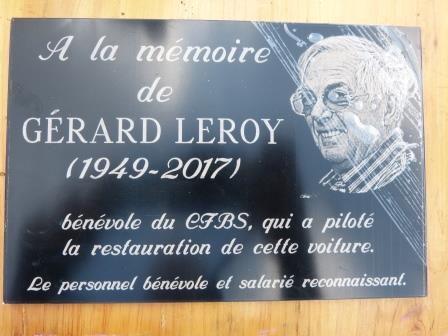 A la mémoire
de
GÉRARD LEROY
(1949-2017)
bénévole du CFBS, qui a piloté
la restauration de cette voiture.
Le personnel bénévole et salarié reconnaissant.